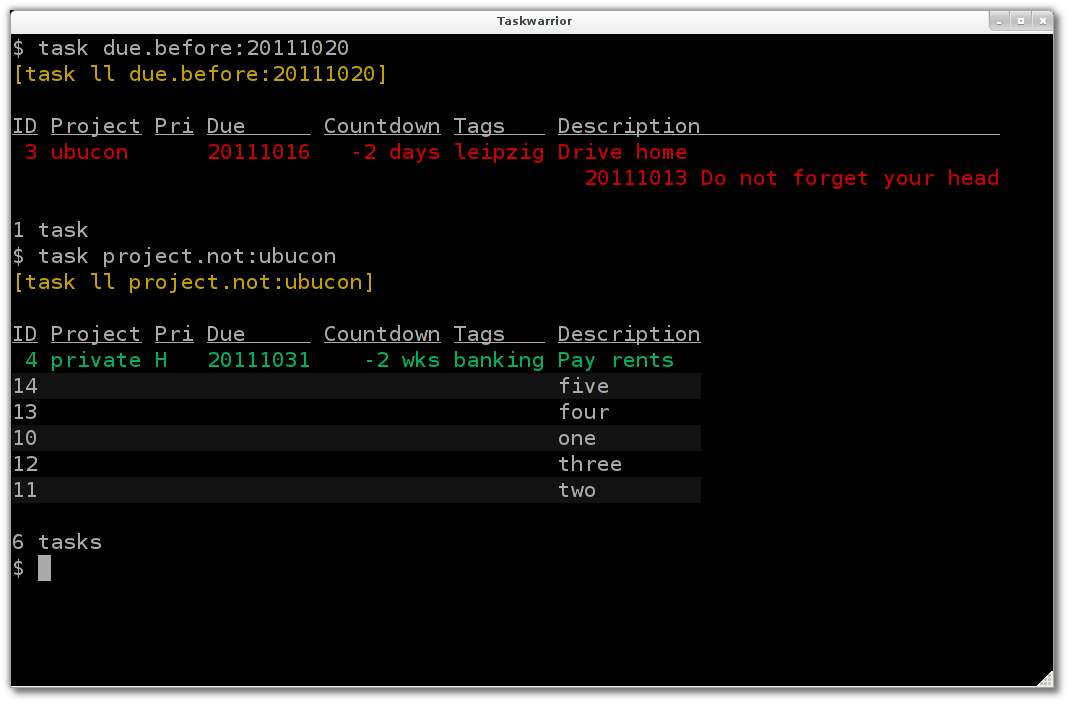 Taskwarrior
$ task due.before:20111020
[task ll due.before:20111020]
ID Project Pri Due Countdown Tags Description
3 ubucon 20111016 -2 days leipzig Drive home
20111013 Do not forget your head
1 task
$ task project.not:ubucon
[task ll project.not:ubucon]
ID Project Pri Due Countdown Tags Description
4 private H 20111031 -2 wks banking Pay rents
14 five
13 four
10 one
12 three
11 two
6 tasks
$